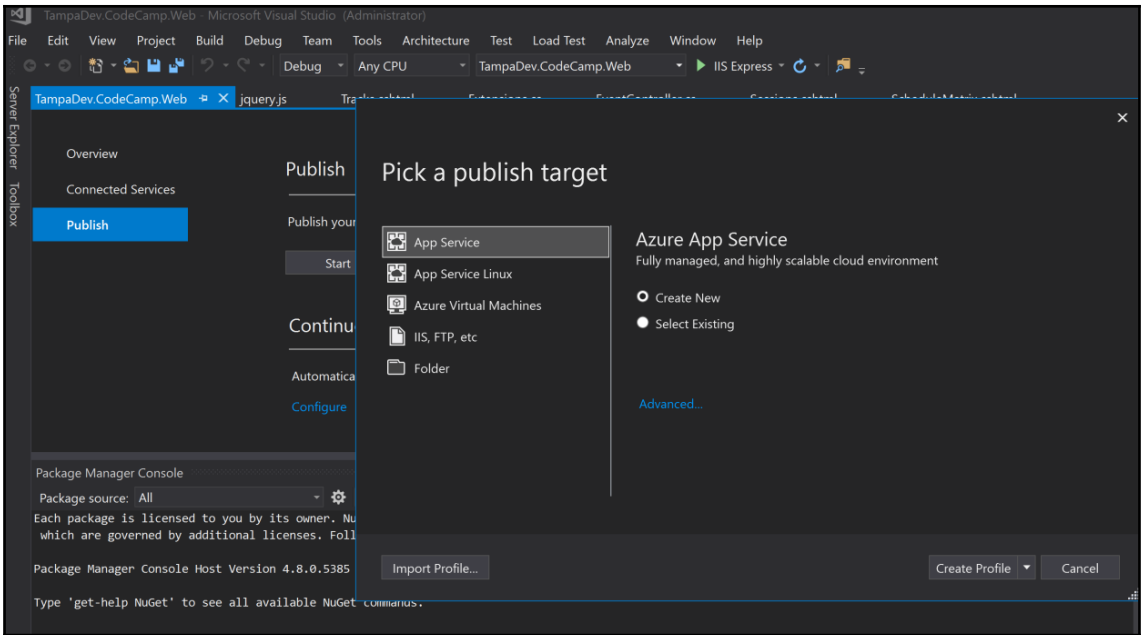 TampaDev.CodeCamp.Web - Microsoft Visual Studio (Administrator)
File Edit View Project Build Debug Team Tools Architecture Test Load Test Analyze Window Help
Debug Any CPU TampaDev.CodeCamp.Web IIS Express
Server Explorer
Toolbox
TampaDev.CodeCamp.Web jquery.js
Overview
Connected Services
Publish
Publish
Publish your
Start
Continu
Automatica
Configure
Pick a publish target
App Service
App Service Linux
Azure Virtual Machines
IIS, FTP, etc
Folder
Azure App Service
Fully managed, and highly scalable cloud environment
Create New
Select Existing
Advanced...
Import Profile...
Create Profile
Cancel
Package Manager Console
Package source: All
Each package is licensed to you by its owner. Nu
which are governed by additional licenses. Foll
Package Manager Console Host Version 4.8.0.5385
Type 'get-help NuGet' to see all available NuGet commands.